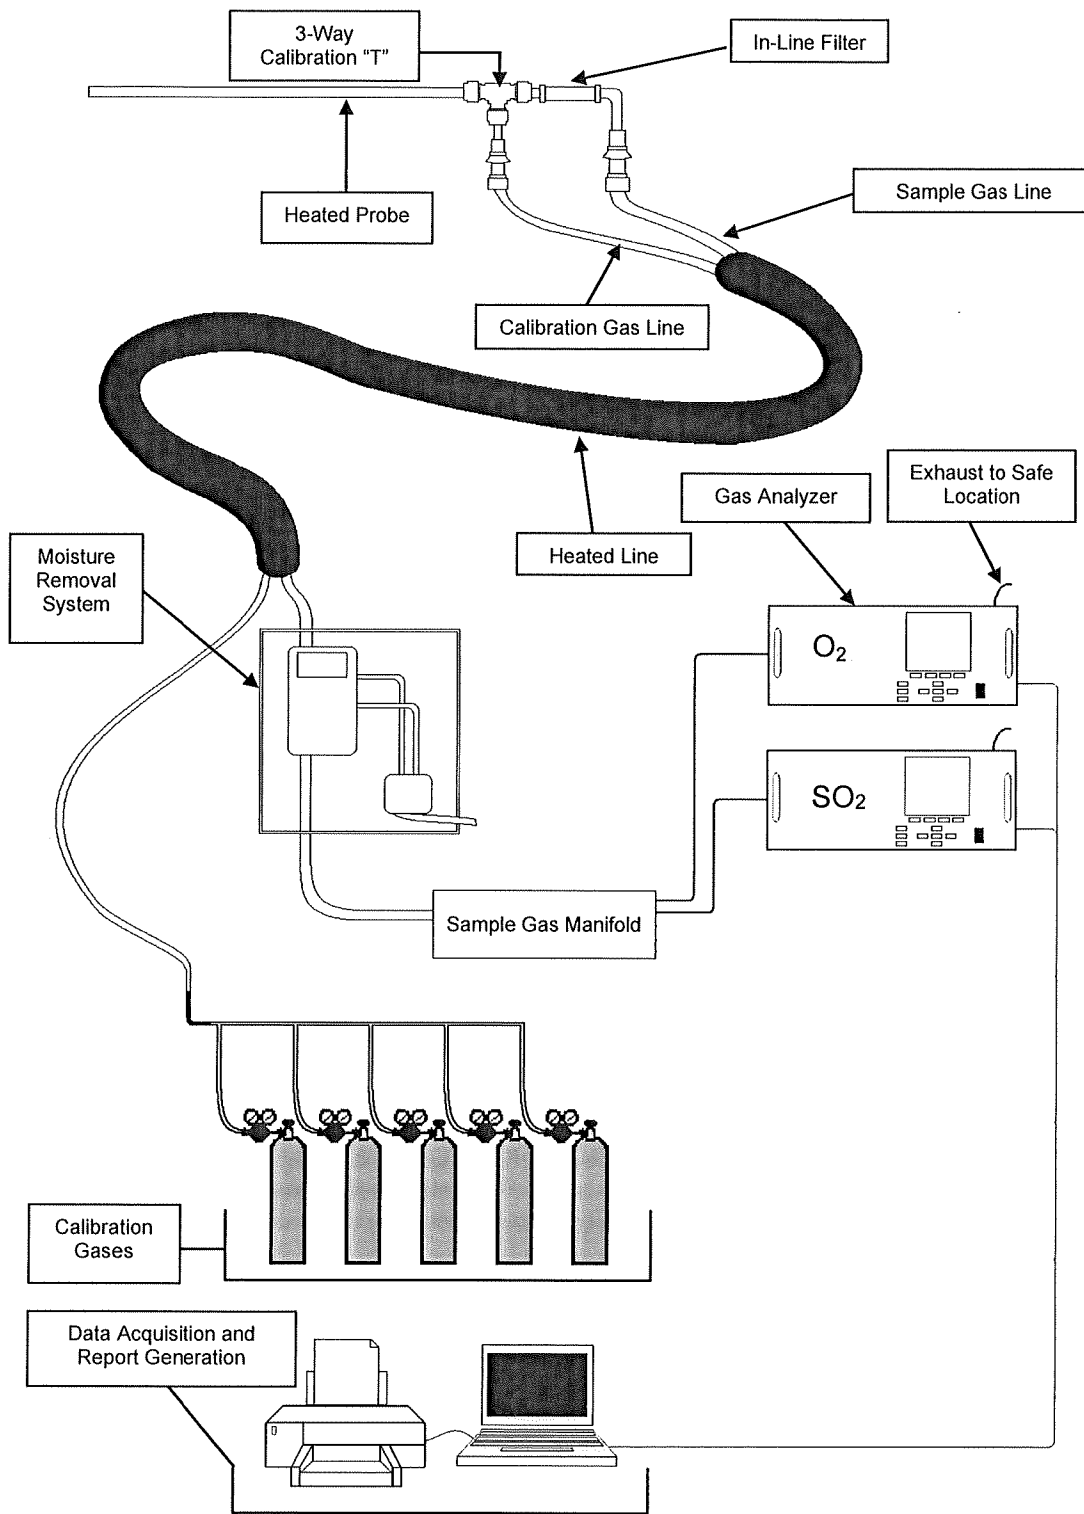 3-Way
Calibration "T"
In-Line Filter
Heated Probe
Sample Gas Line
Calibration Gas Line
Gas Analyzer
Exhaust to Safe
Location
Heated Line
Moisture
Removal
System
O2
SO2
Sample Gas Manifold
Calibration
Gases
Data Acquisition and
Report Generation